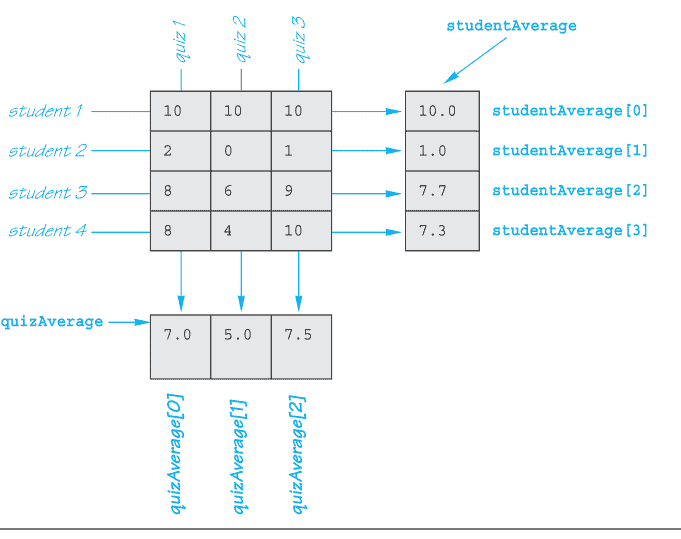 quiz 1 quiz 2 quiz 3
studentAverage
student 1 10 10 10 10.0 studentAverage[0]
student 2 2 0 1 1.0 studentAverage[1]
student 3 8 6 9 7.7 studentAverage[2]
student 4 8 4 10 7.3 studentAverage[3]
quizAverage 7.0 5.0 7.5
quizAverage[0] quizAverage[1] quizAverage[2]